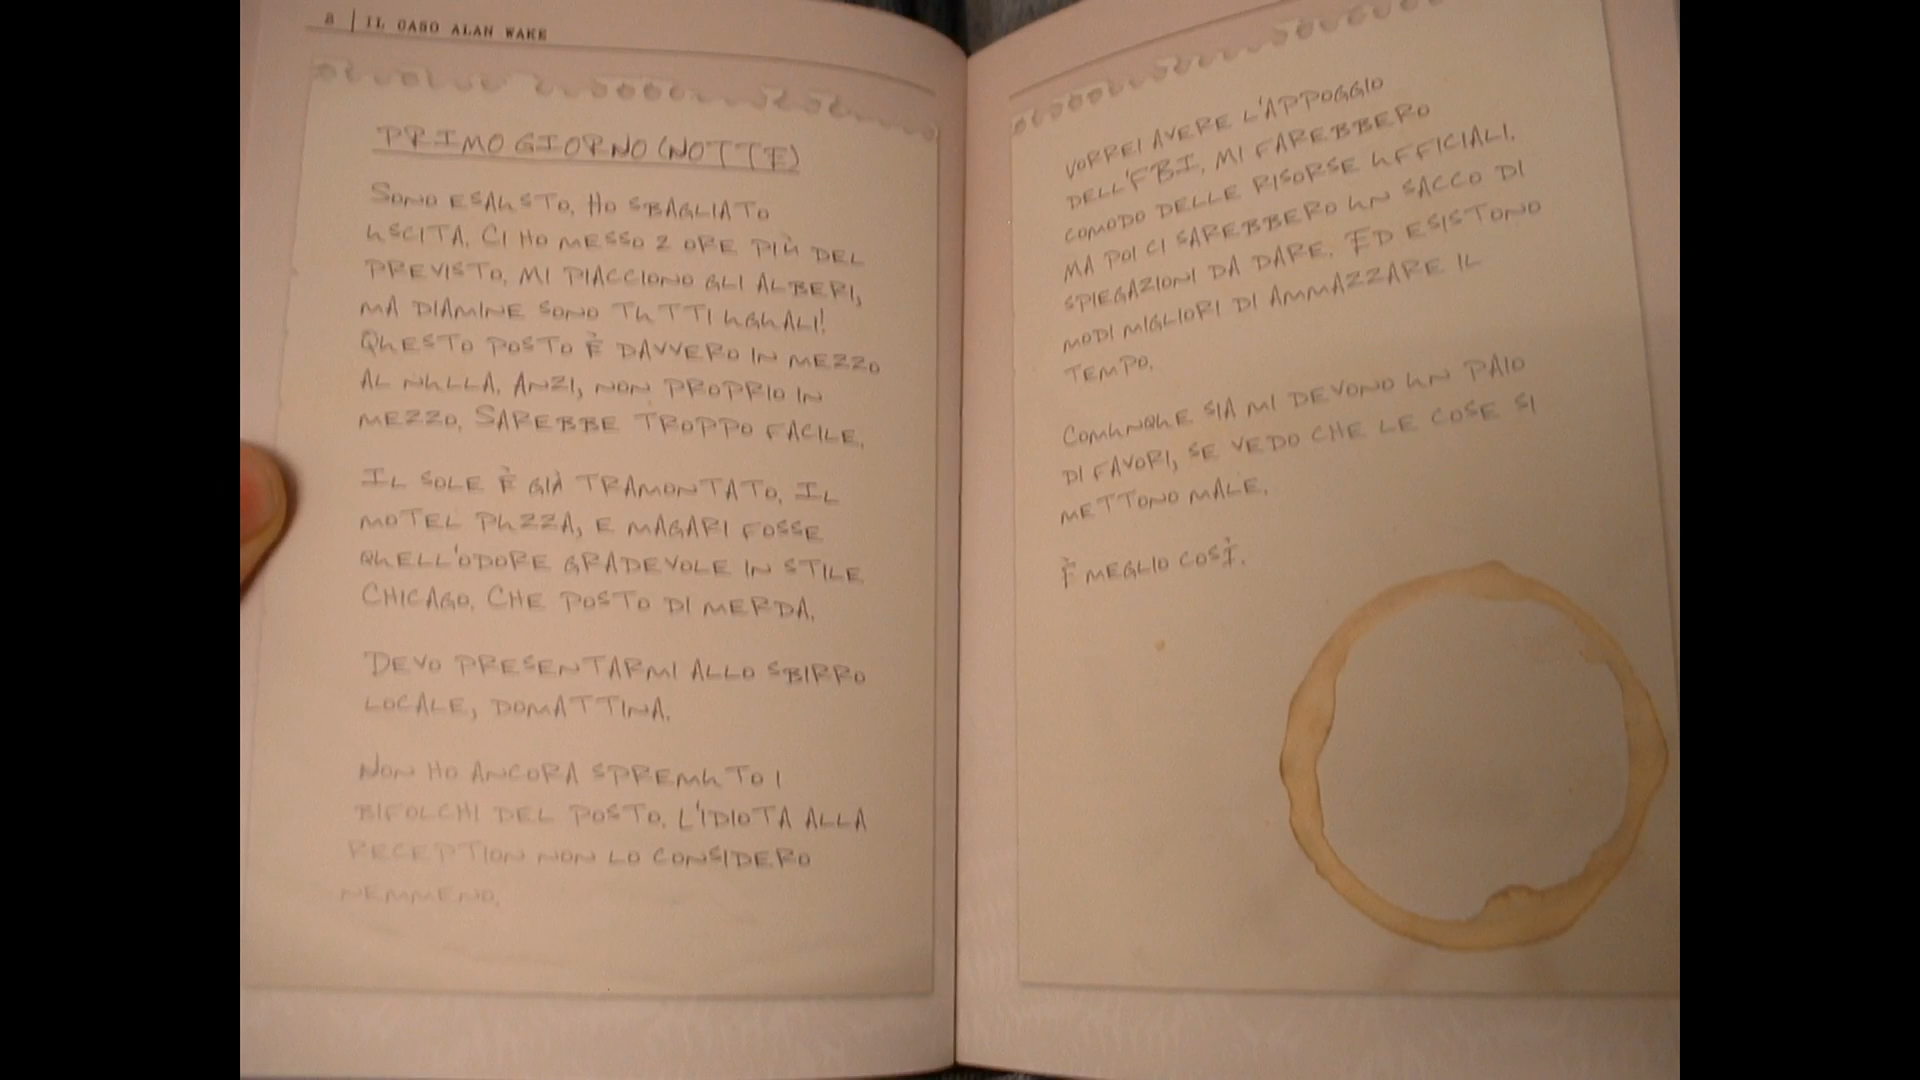 8 | IL CASO ALAN WAKE
PRIMO GIORNO (NOTTE)
SONO ESAUSTO. HO SBAGLIATO
USCITA. CI HO MESSO 2 ORE PIÙ DEL
PREVISTO. MI PIACCIONO GLI ALBERI,
MA DIAMINE SONO TUTTI UGUALI!
QUESTO POSTO È DAVVERO IN MEZZO
AL NULLA. ANZI, NON PROPRIO IN
MEZZO. SAREBBE TROPPO FACILE.
IL SOLE È GIÀ TRAMONTATO. IL
MOTEL PUZZA, E MAGARI FOSSE
QUELL'ODORE GRADEVOLE IN STILE
CHICAGO. CHE POSTO DI MERDA.
DEVO PRESENTARMI ALLO SBIRRO
LOCALE, DOMATTINA.
NON HO ANCORA SPREMUTO I
BIFOLCHI DEL POSTO. L'IDIOTA ALLA
RECEPTION NON LO CONSIDERO
NEMMENO.
VORREI AVERE L'APPOGGIO
DELL'FBI. MI FAREBBERO
COMODO DELLE RISORSE UFFICIALI.
MA POI CI SAREBBERO UN SACCO DI
SPIEGAZIONI DA DARE. ED ESISTONO
MODI MIGLIORI DI AMMAZZARE IL
TEMPO.
COMUNQUE SIA MI DEVONO UN PAIO
DI FAVORI, SE VEDO CHE LE COSE SI
METTONO MALE.
È MEGLIO COSÌ.